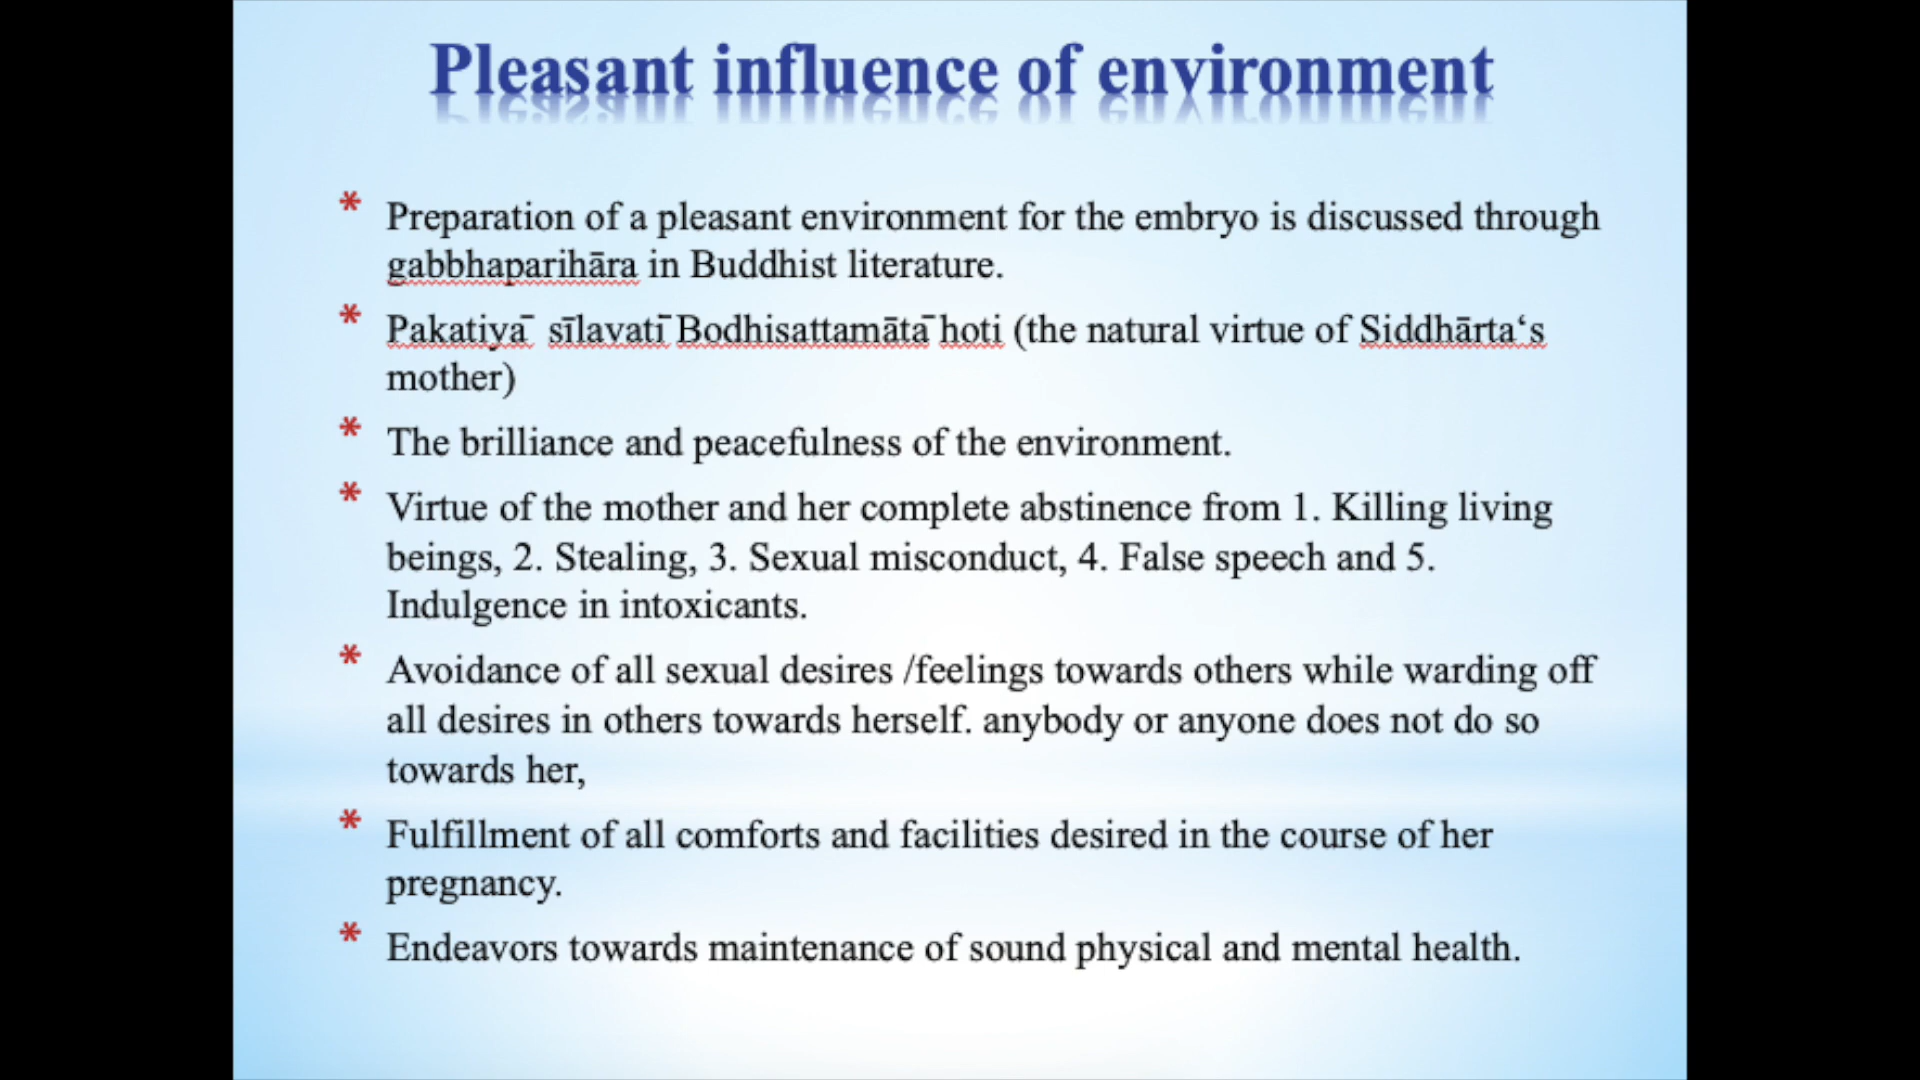 Pleasant influence of environment
* Preparation of a pleasant environment for the embryo is discussed through
gabbhaparihāra in Buddhist literature.
* Pakatiyā sīlavatī Bodhisattamātā hoti (the natural virtue of Siddhārta‘s
mother)
* The brilliance and peacefulness of the environment.
* Virtue of the mother and her complete abstinence from 1. Killing living
beings, 2. Stealing, 3. Sexual misconduct, 4. False speech and 5.
Indulgence in intoxicants.
* Avoidance of all sexual desires /feelings towards others while warding off
all desires in others towards herself. anybody or anyone does not do so
towards her,
* Fulfillment of all comforts and facilities desired in the course of her
pregnancy.
* Endeavors towards maintenance of sound physical and mental health.